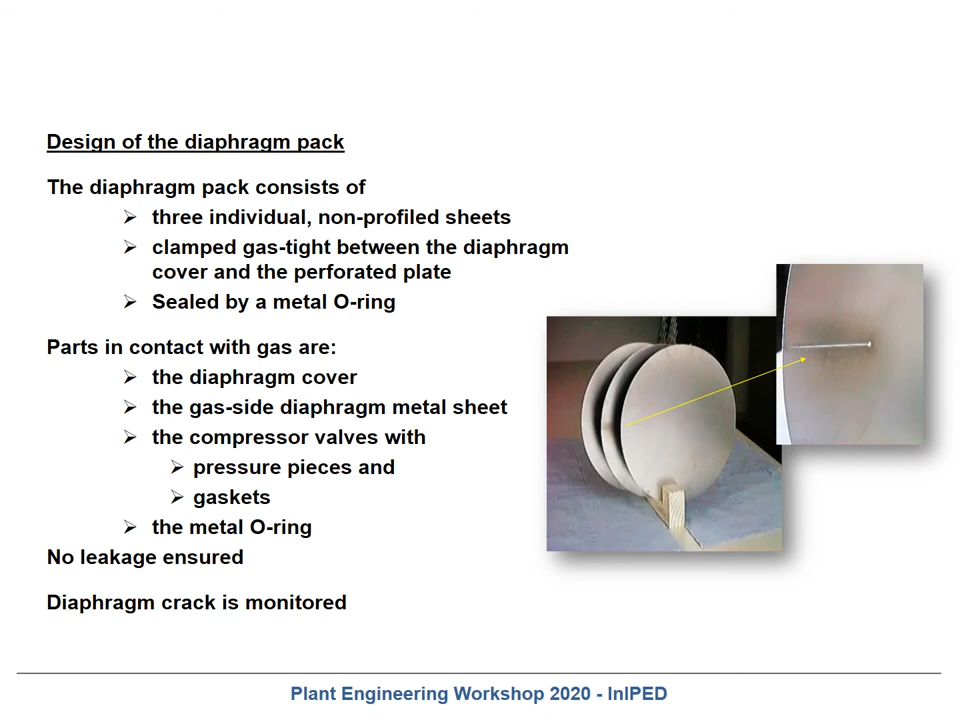 Design of the diaphragm pack
The diaphragm pack consists of
➢ three individual, non-profiled sheets
➢ clamped gas-tight between the diaphragm
cover and the perforated plate
➢ Sealed by a metal O-ring
Parts in contact with gas are:
➢ the diaphragm cover
➢ the gas-side diaphragm metal sheet
➢ the compressor valves with
➢ pressure pieces and
➢ gaskets
➢ the metal O-ring
No leakage ensured
Diaphragm crack is monitored
Plant Engineering Workshop 2020 - InIPED